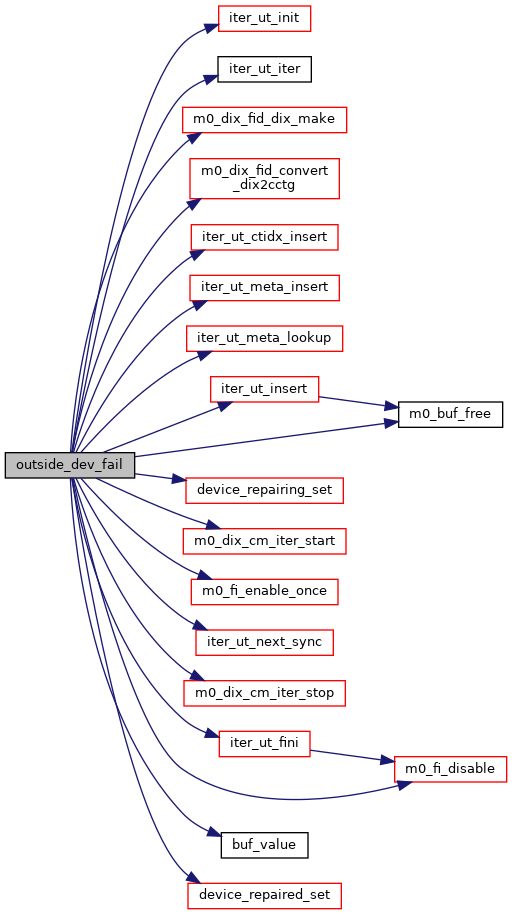 iter_ut_init
iter_ut_iter
m0_dix_fid_dix_make
m0_dix_fid_convert
_dix2cctg
iter_ut_ctidx_insert
iter_ut_meta_insert
iter_ut_meta_lookup
iter_ut_insert
m0_buf_free
outside_dev_fail
device_repairing_set
m0_dix_cm_iter_start
m0_fi_enable_once
iter_ut_next_sync
m0_dix_cm_iter_stop
iter_ut_fini
m0_fi_disable
buf_value
device_repaired_set